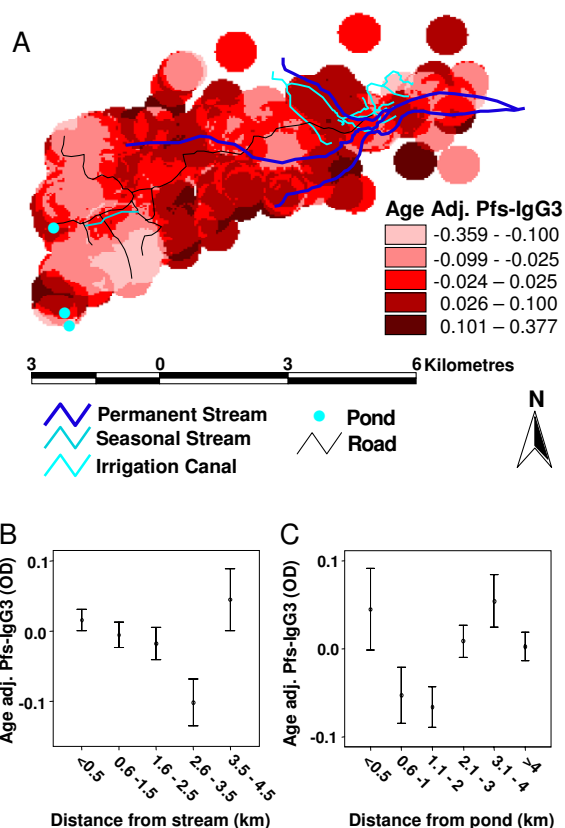 A
Age Adj. Pfs-IgG3
-0.359 - -0.100
-0.099 - -0.025
-0.024 – 0.025
0.026 – 0.100
0.101 – 0.377
3 0 3 6 Kilometres
Permanent Stream
Seasonal Stream
Irrigation Canal
Pond
Road
N
B
Age adj. Pfs-IgG3 (OD)
0.1
0.0
-0.1
<0.5
0.6 -1.5
1.6 - 2.5
2.6 - 3.5
3.5 - 4.5
Distance from stream (km)
C
Age adj. Pfs-IgG3 (OD)
0.1
0.0
-0.1
<0.5
0.6 -1
1.1 - 2
2.1 - 3
3.1 - 4
>4
Distance from pond (km)